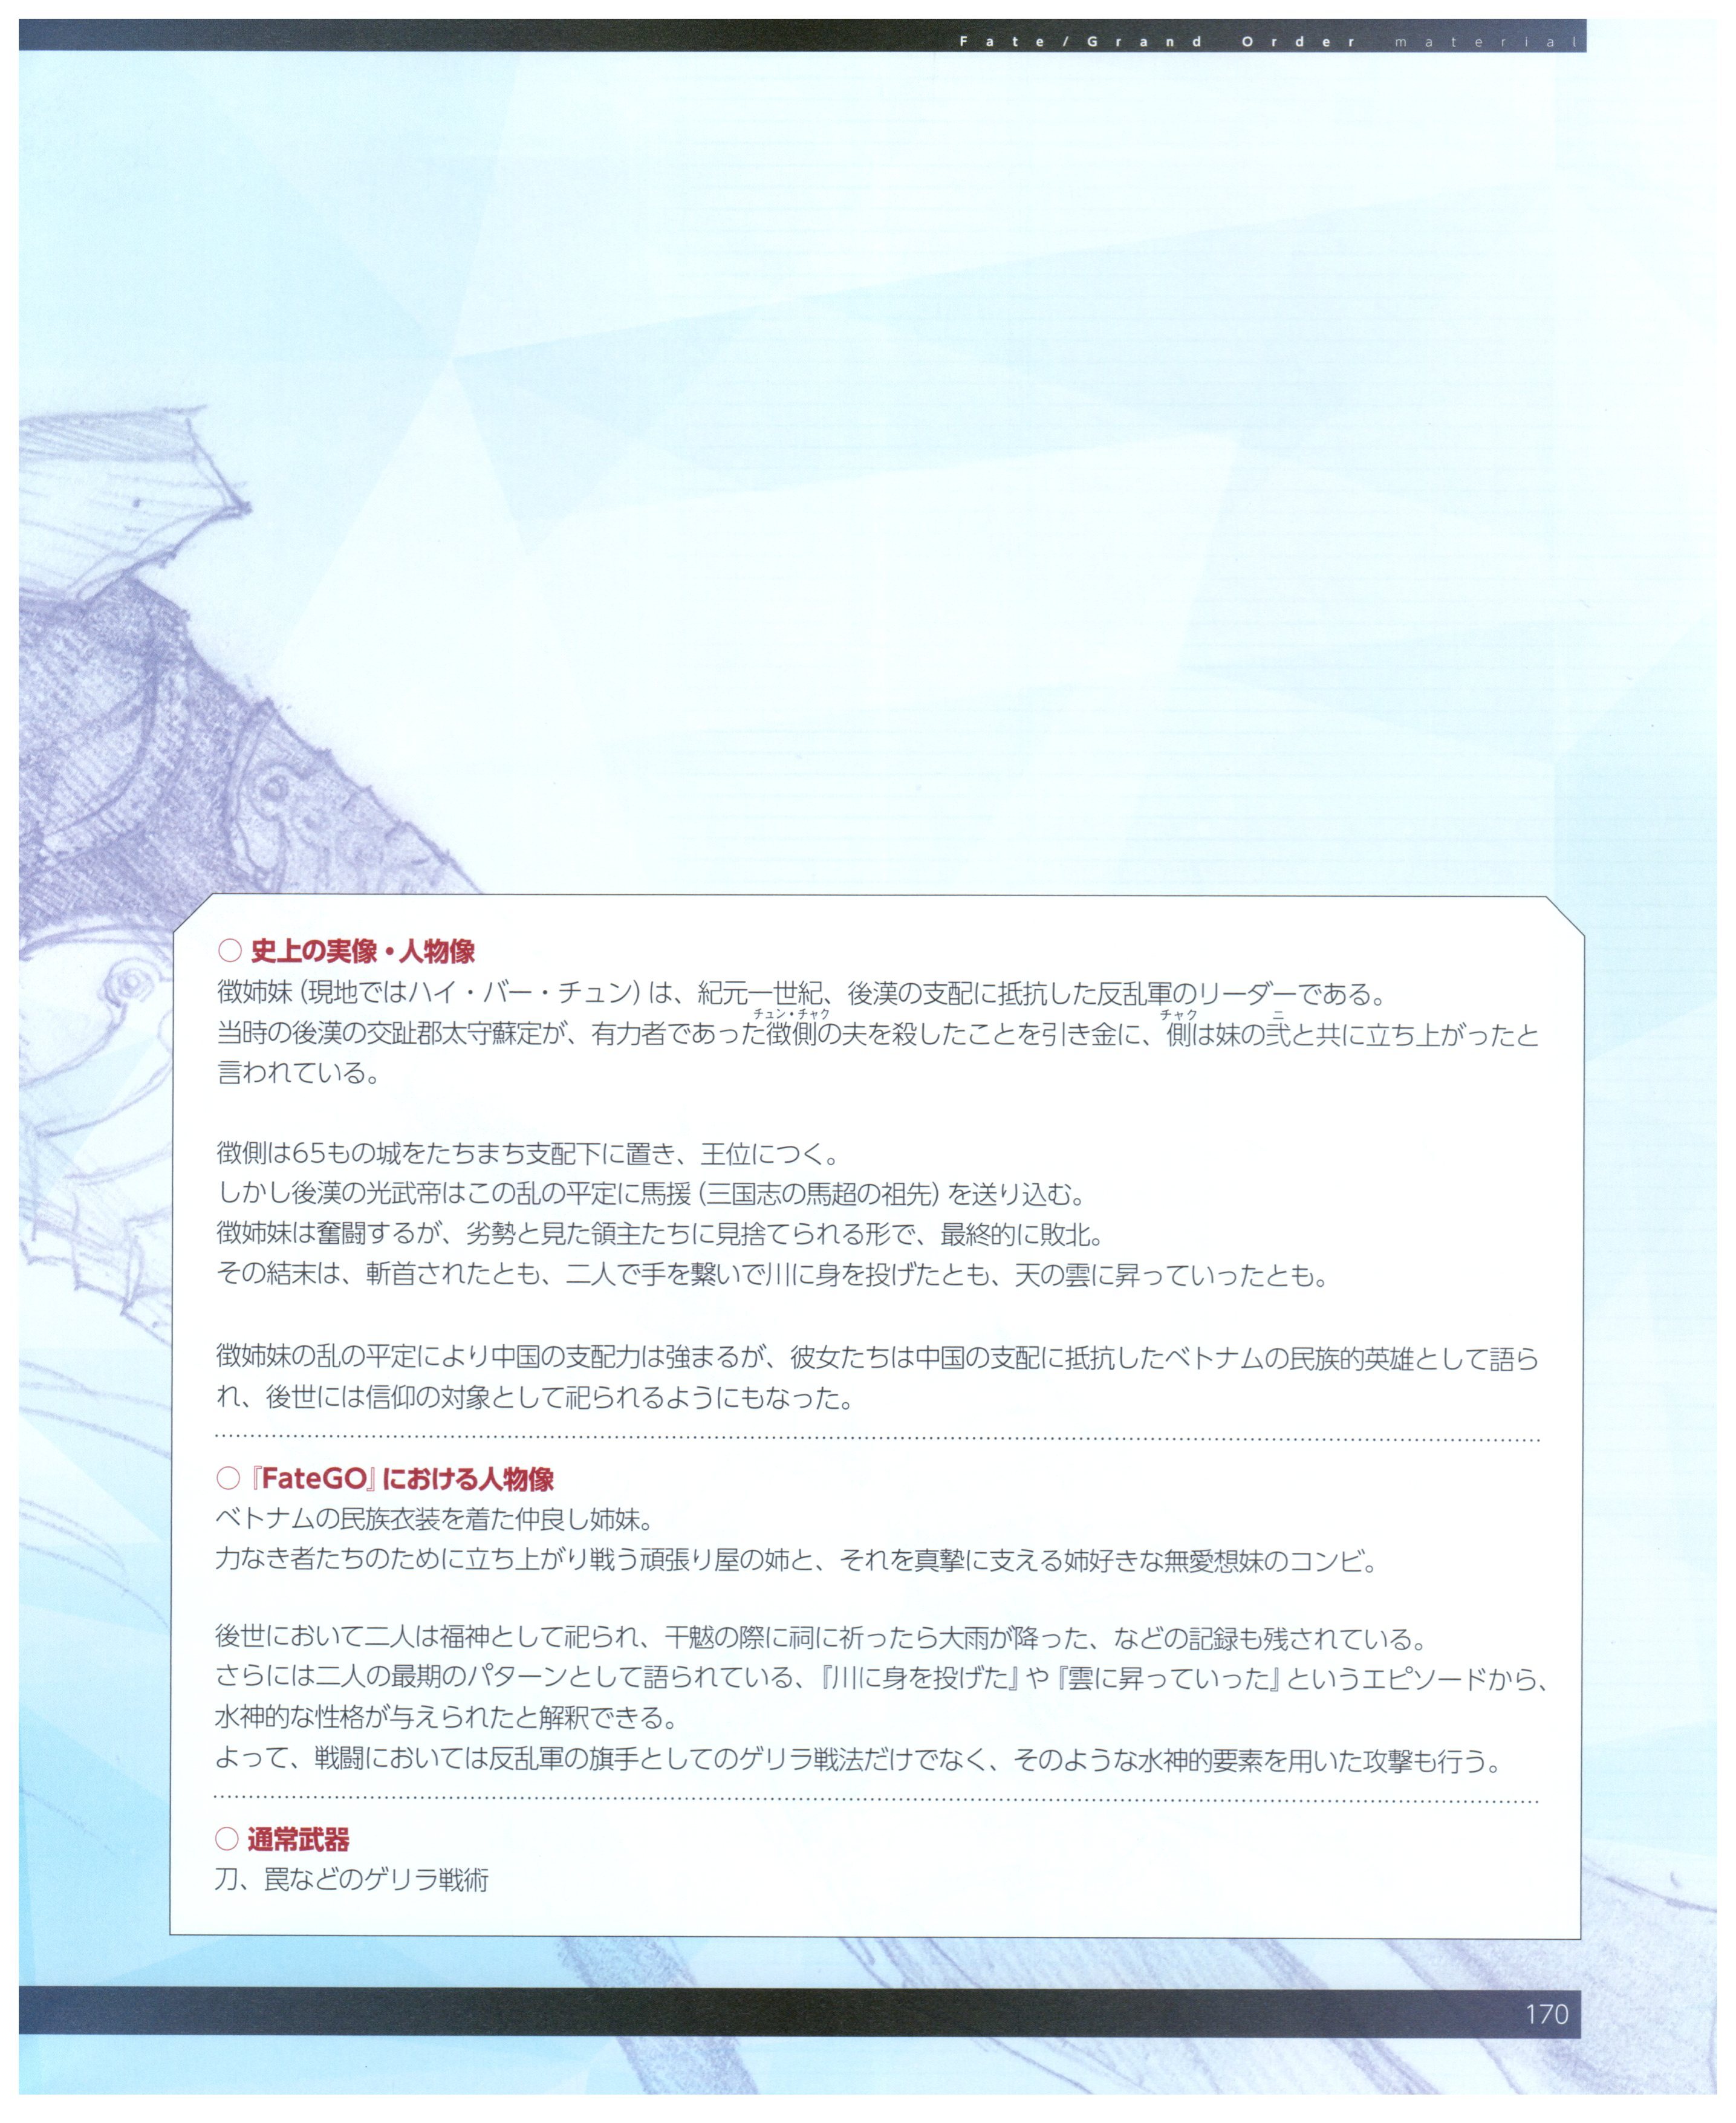 Fate/Grand Order material
○ 史上の実像・人物像
徴姉妹（現地ではハイ・バー・チュン）は、紀元一世紀、後漢の支配に抵抗した反乱軍のリーダーである。
チュン・チャク チャク ニ
当時の後漢の交趾郡太守蘇定が、有力者であった徴側の夫を殺したことを引き金に、側は妹の弐と共に立ち上がったと
言われている。
徴側は65もの城をたちまち支配下に置き、王位につく。
しかし後漢の光武帝はこの乱の平定に馬援（三国志の馬超の祖先）を送り込む。
徴姉妹は奮闘するが、劣勢と見た領主たちに見捨てられる形で、最終的に敗北。
その結末は、斬首されたとも、二人で手を繋いで川に身を投げたとも、天の雲に昇っていったとも。
徴姉妹の乱の平定により中国の支配力は強まるが、彼女たちは中国の支配に抵抗したベトナムの民族的英雄として語ら
れ、後世には信仰の対象として祀られるようにもなった。
○ 『FateGO』における人物像
ベトナムの民族衣装を着た仲良し姉妹。
力なき者たちのために立ち上がり戦う頑張り屋の姉と、それを真摯に支える姉好きな無愛想妹のコンビ。
後世において二人は福神として祀られ、干魃の際に祠に祈ったら大雨が降った、などの記録も残されている。
さらには二人の最期のパターンとして語られている、『川に身を投げた』や『雲に昇っていった』というエピソードから、
水神的な性格が与えられたと解釈できる。
よって、戦闘においては反乱軍の旗手としてのゲリラ戦法だけでなく、そのような水神的要素を用いた攻撃も行う。
○ 通常武器
刀、罠などのゲリラ戦術
170